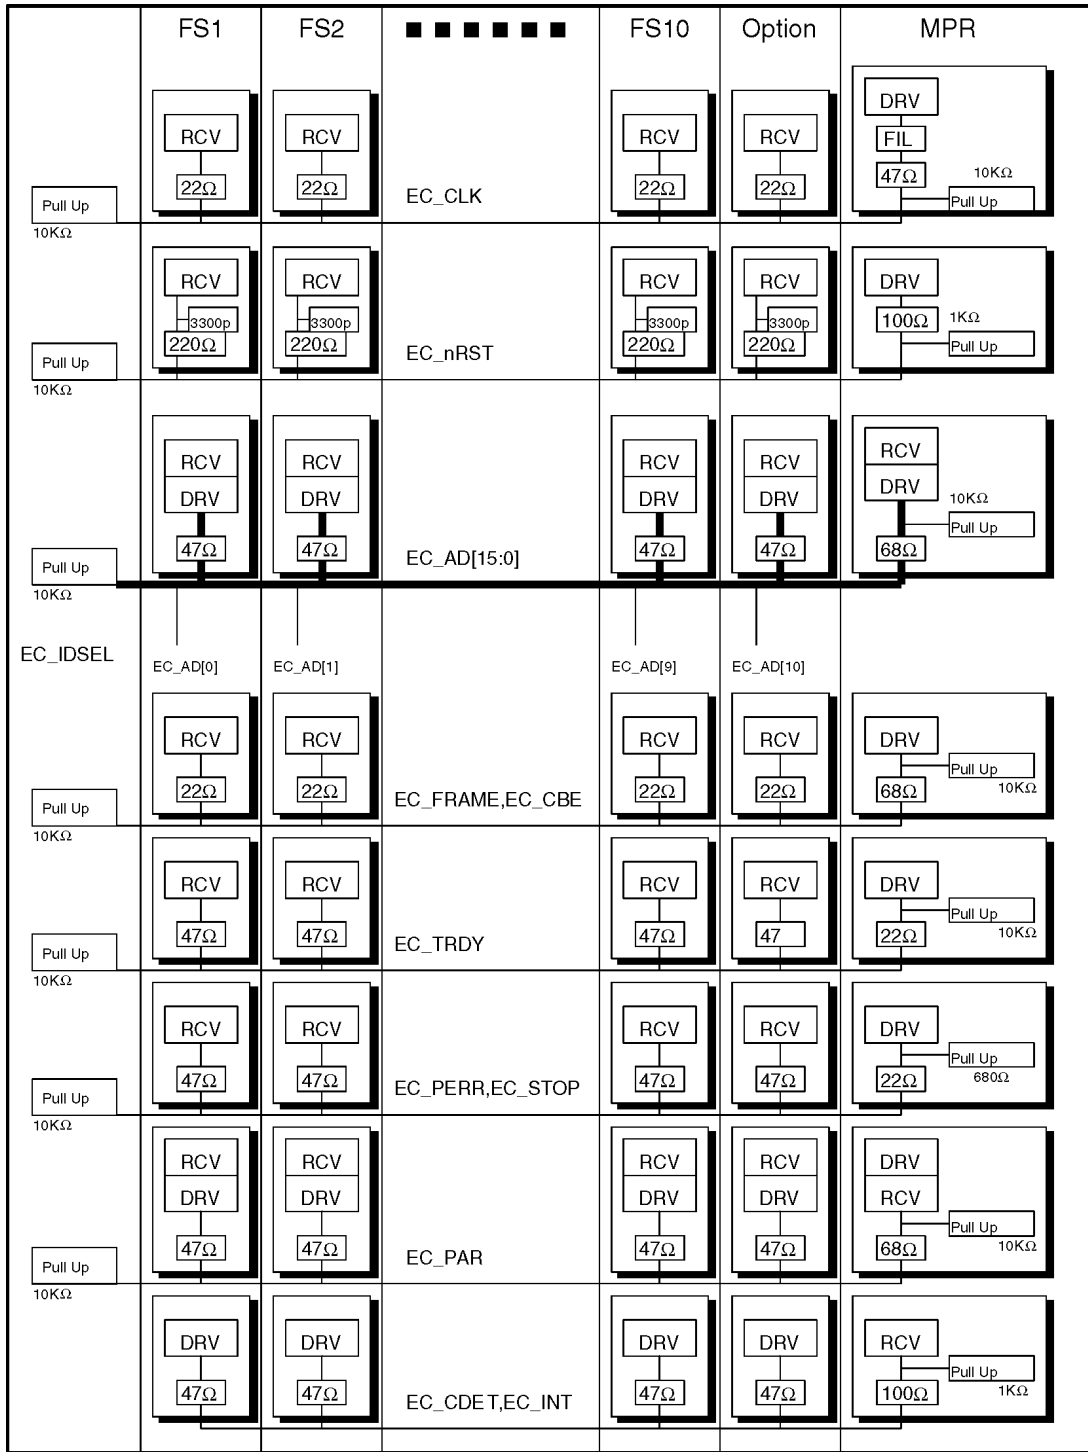 FS1 FS2 ■ ■ ■ ■ ■ ■ FS10 Option MPR
DRV
RCV RCV RCV RCV FIL
22Ω 22Ω EC_CLK 22Ω 22Ω 47Ω 10KΩ
Pull Up Pull Up
10KΩ
RCV RCV RCV RCV DRV
3300p 3300p 3300p 3300p 100Ω 1KΩ
220Ω 220Ω EC_nRST 220Ω 220Ω Pull Up
Pull Up
10KΩ
RCV RCV RCV RCV RCV
DRV DRV DRV DRV DRV
10KΩ
Pull Up
47Ω 47Ω EC_AD[15:0] 47Ω 47Ω 68Ω
Pull Up
10KΩ
EC_IDSEL
EC_AD[0] EC_AD[1] EC_AD[9] EC_AD[10]
RCV RCV RCV RCV DRV
Pull Up
22Ω 22Ω EC_FRAME,EC_CBE 22Ω 22Ω 68Ω 10KΩ
Pull Up
10KΩ
RCV RCV RCV RCV DRV
Pull Up
47Ω 47Ω EC_TRDY 47Ω 47 22Ω 10KΩ
Pull Up
10KΩ
RCV RCV RCV RCV DRV
Pull Up
47Ω 47Ω EC_PERR,EC_STOP 47Ω 47Ω 22Ω 680Ω
Pull Up
10KΩ
RCV RCV RCV RCV DRV
DRV DRV DRV DRV RCV
Pull Up
47Ω 47Ω EC_PAR 47Ω 47Ω 68Ω 10KΩ
Pull Up
10KΩ
DRV DRV DRV DRV RCV
Pull Up
47Ω 47Ω EC_CDET,EC_INT 47Ω 47Ω 100Ω 1KΩ